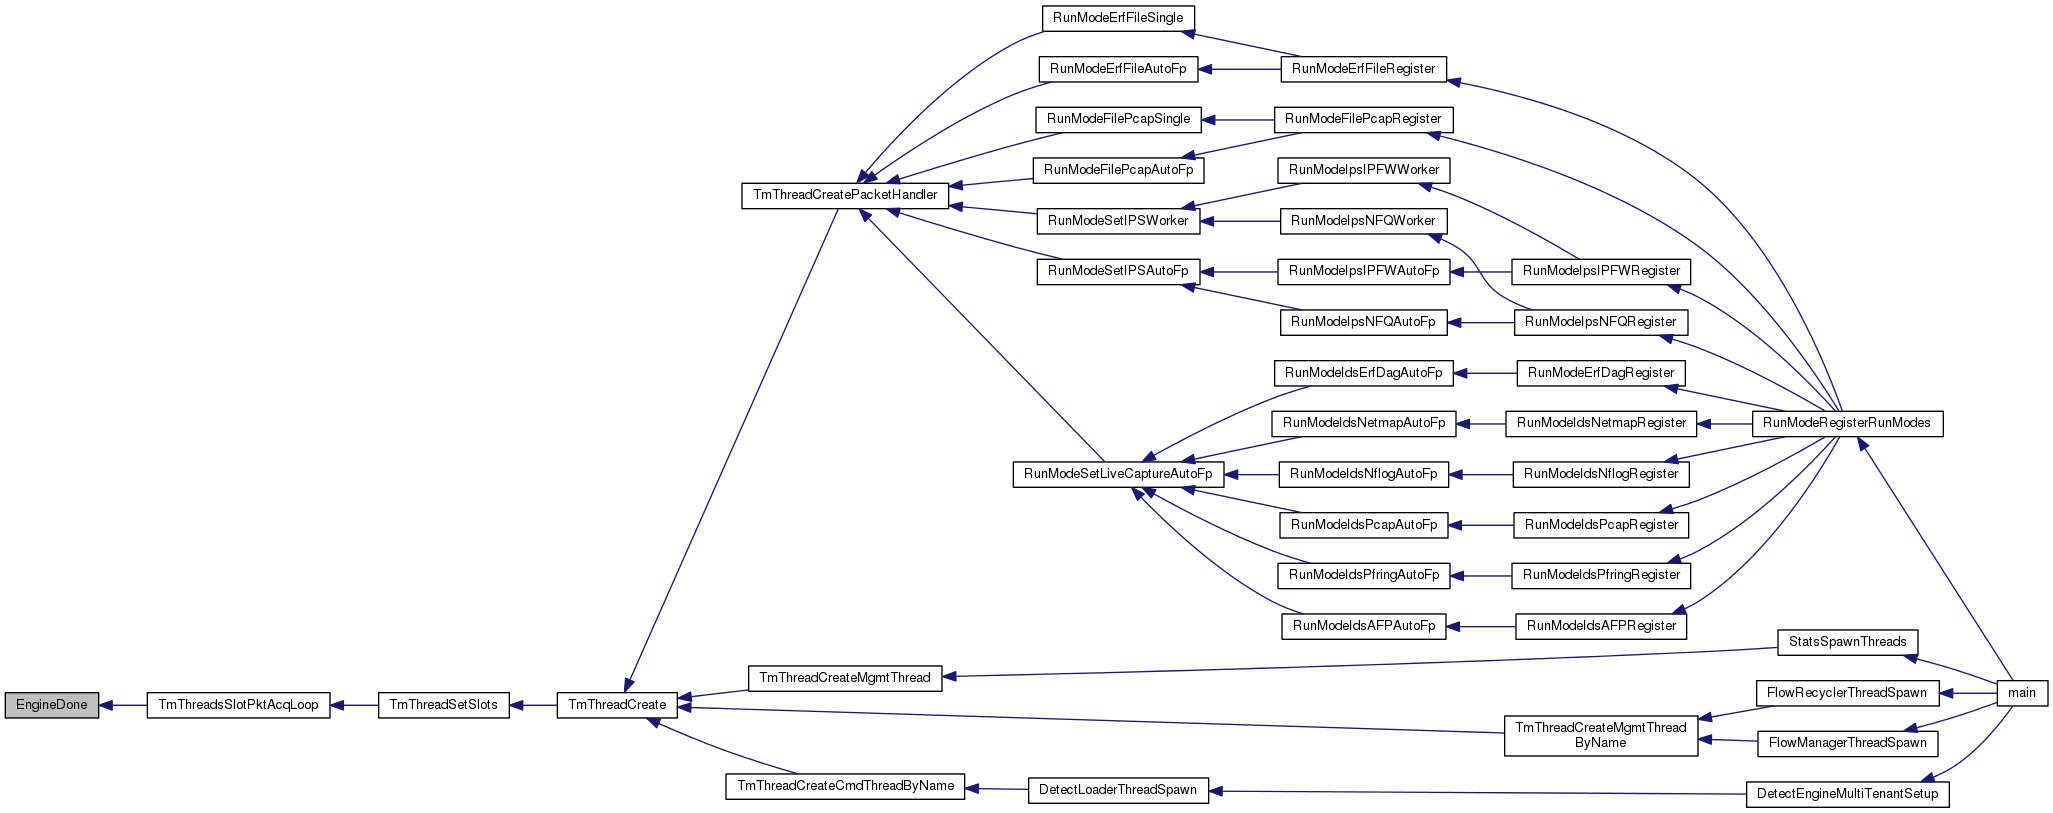 RunModeErfFileSingle
RunModeErfFileAutoFp
RunModeErfFileRegister
RunModeFilePcapSingle
RunModeFilePcapRegister
RunModeFilePcapAutoFp
RunModeIpsIPFWWorker
TmThreadCreatePacketHandler
RunModeSetIPSWorker
RunModeIpsNFQWorker
RunModeSetIPSAutoFp
RunModeIpsIPFWAutoFp
RunModeIpsIPFWRegister
RunModeIpsNFQAutoFp
RunModeIpsNFQRegister
RunModeIdsErfDagAutoFp
RunModeErfDagRegister
RunModeIdsNetmapAutoFp
RunModeIdsNetmapRegister
RunModeRegisterRunModes
RunModeSetLiveCaptureAutoFp
RunModeIdsNflogAutoFp
RunModeIdsNflogRegister
RunModeIdsPcapAutoFp
RunModeIdsPcapRegister
RunModeIdsPfringAutoFp
RunModeIdsPfringRegister
RunModeIdsAFPAutoFp
RunModeIdsAFPRegister
StatsSpawnThreads
TmThreadCreateMgmtThread
FlowRecyclerThreadSpawn
main
EngineDone
TmThreadsSlotPktAcqLoop
TmThreadSetSlots
TmThreadCreate
TmThreadCreateMgmtThread
ByName
FlowManagerThreadSpawn
TmThreadCreateCmdThreadByName
DetectLoaderThreadSpawn
DetectEngineMultiTenantSetup